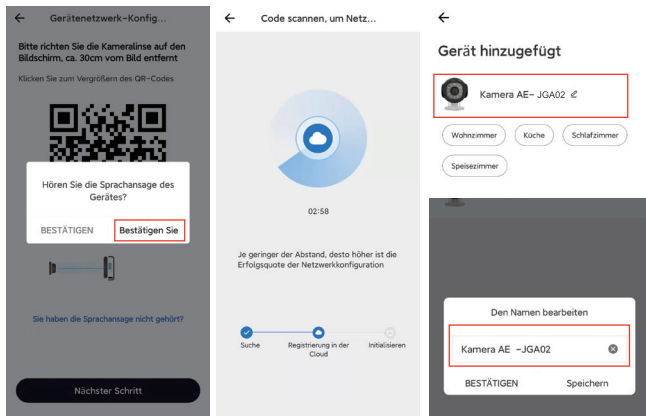 Gerätenetzwerk-Konfig...
Bitte richten Sie die Kameralinse auf den
Bildschirm, ca. 30cm vom Bild entfernt
Klicken Sie zum Vergrößern des QR-Codes
Hören Sie die Sprachansage des
Gerätes?
BESTÄTIGEN
Bestätigen Sie
Sie haben die Sprachansage nicht gehört?
Nächster Schritt
Code scannen, um Netz...
02:58
Je geringer der Abstand, desto höher ist die
Erfolgsquote der Netzwerkkonfiguration
Suche
Registrierung in der
Cloud
Initialisieren
Gerät hinzugefügt
Kamera AE- JGA02
Wohnzimmer
Küche
Schlafzimmer
Speisezimmer
Den Namen bearbeiten
Kamera AE -JGA02
BESTÄTIGEN
Speichern